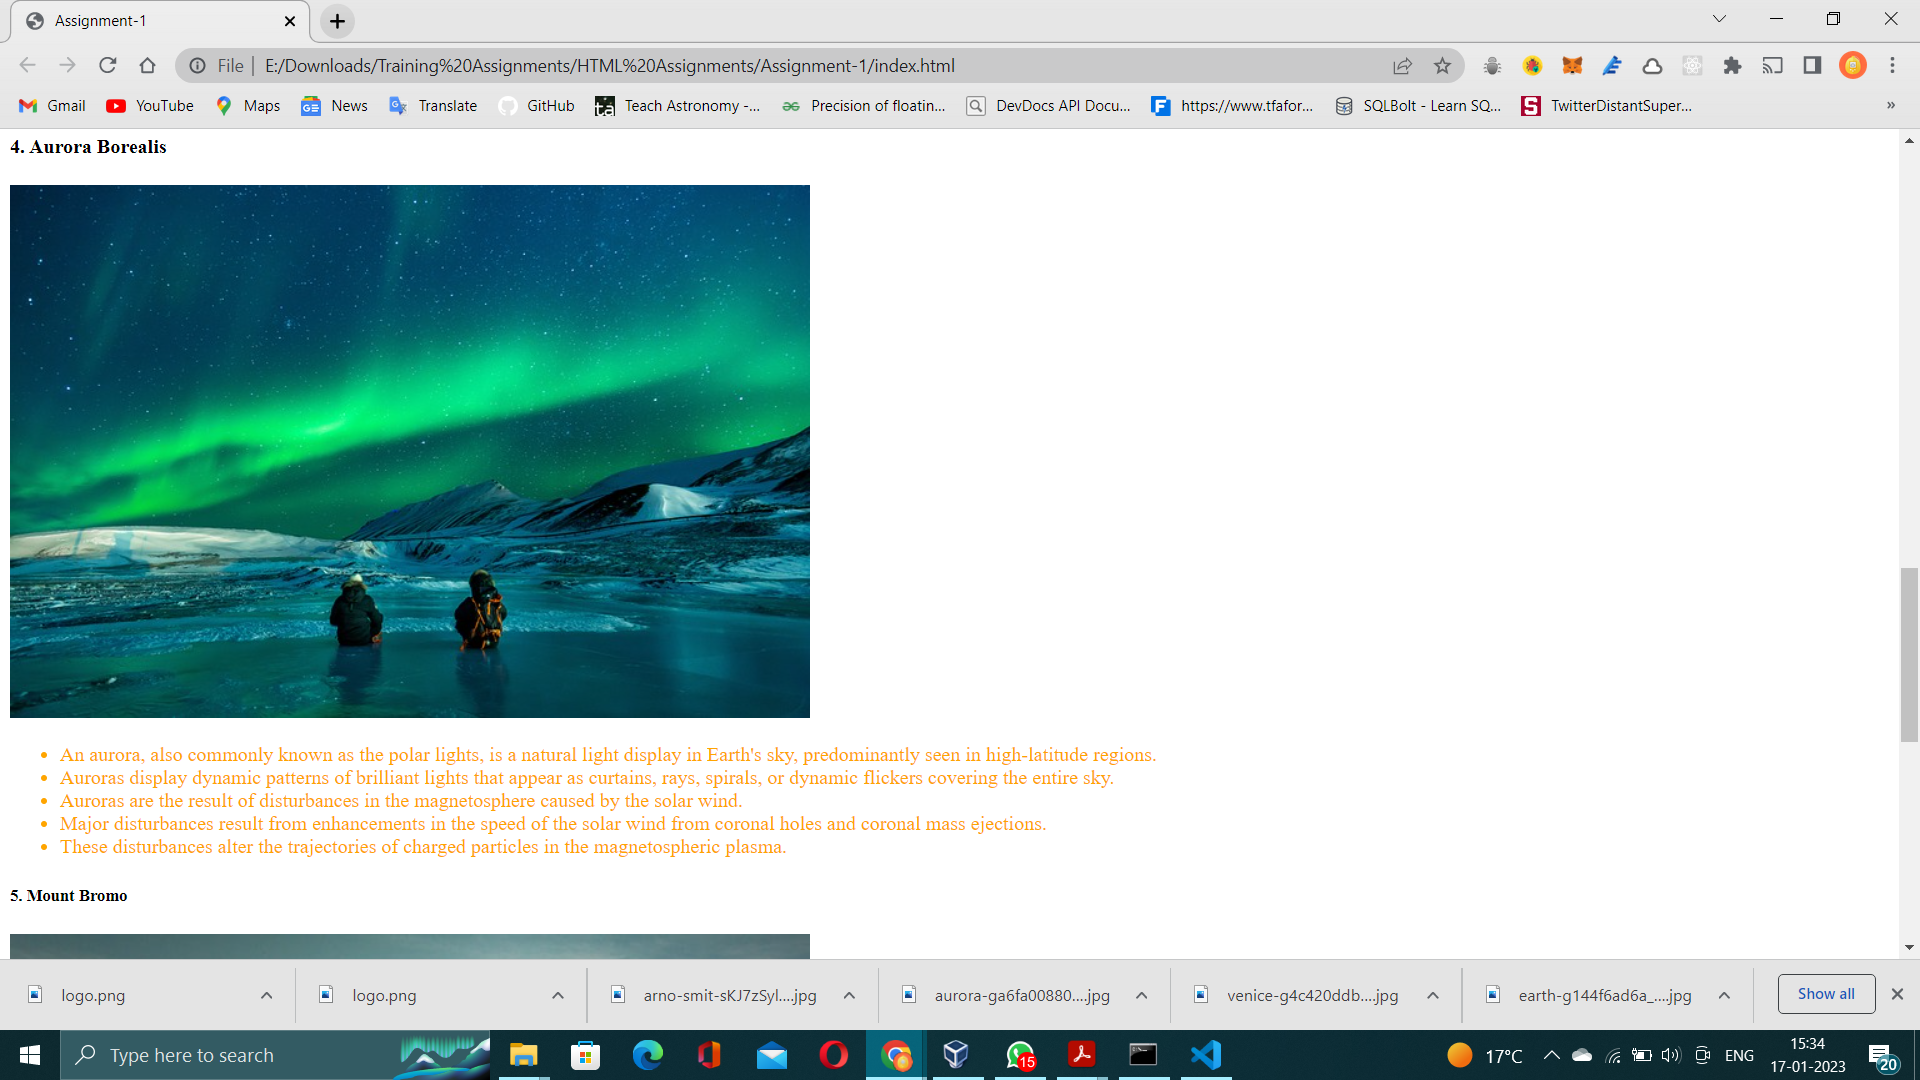 Assignment-1
File | E:/Downloads/Training%20Assignments/HTML%20Assignments/Assignment-1/index.html
Gmail YouTube Maps News Translate GitHub Teach Astronomy -... Precision of floatin... DevDocs API Docu... https://www.tfafor... SQLBolt - Learn SQ... TwitterDistantSuper... »
4. Aurora Borealis
• An aurora, also commonly known as the polar lights, is a natural light display in Earth's sky, predominantly seen in high-latitude regions.
• Auroras display dynamic patterns of brilliant lights that appear as curtains, rays, spirals, or dynamic flickers covering the entire sky.
• Auroras are the result of disturbances in the magnetosphere caused by the solar wind.
• Major disturbances result from enhancements in the speed of the solar wind from coronal holes and coronal mass ejections.
• These disturbances alter the trajectories of charged particles in the magnetospheric plasma.
5. Mount Bromo
logo.png logo.png arno-smit-sKJ7zSyl....jpg aurora-ga6fa00880....jpg venice-g4c420ddb....jpg earth-g144f6ad6a_....jpg Show all
Type here to search 15 17°C ENG 15:34
17-01-2023 20